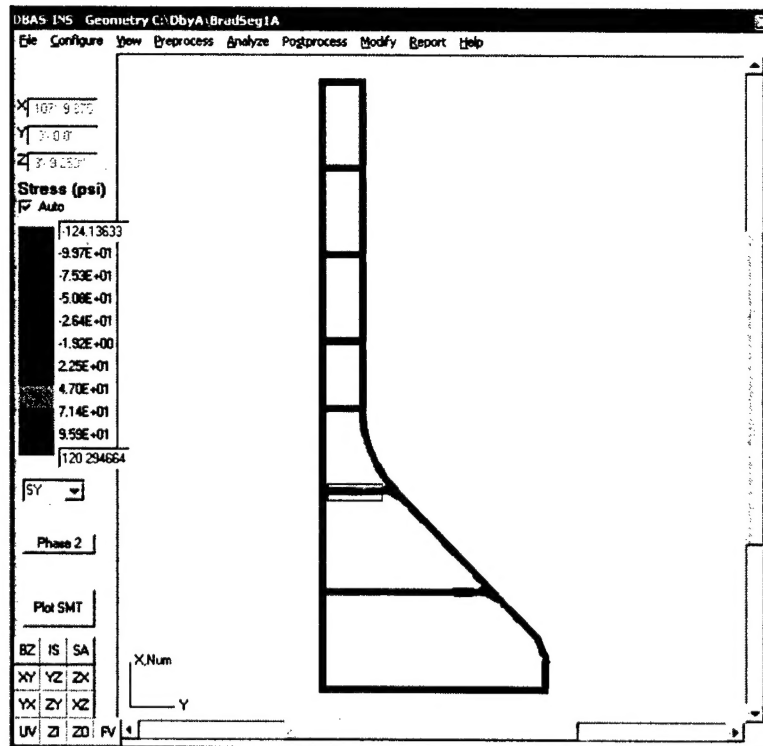 DBAS-INS Geometry C:\DbyA\BradSeg1A
File Configure View Preprocess Analyze Postprocess Modify Report Help
X
Y
Z
Stress (psi)
Auto
-124.13633
-9.97E+01
-7.53E+01
-5.08E+01
-2.64E+01
-1.92E+00
2.25E+01
4.70E+01
7.14E+01
9.59E+01
120.294664
SY
Phase 2
Plot SMT
BZ IS SA
XY YZ ZX
YX ZY XZ
UV ZI ZO FV
X,Num
Y